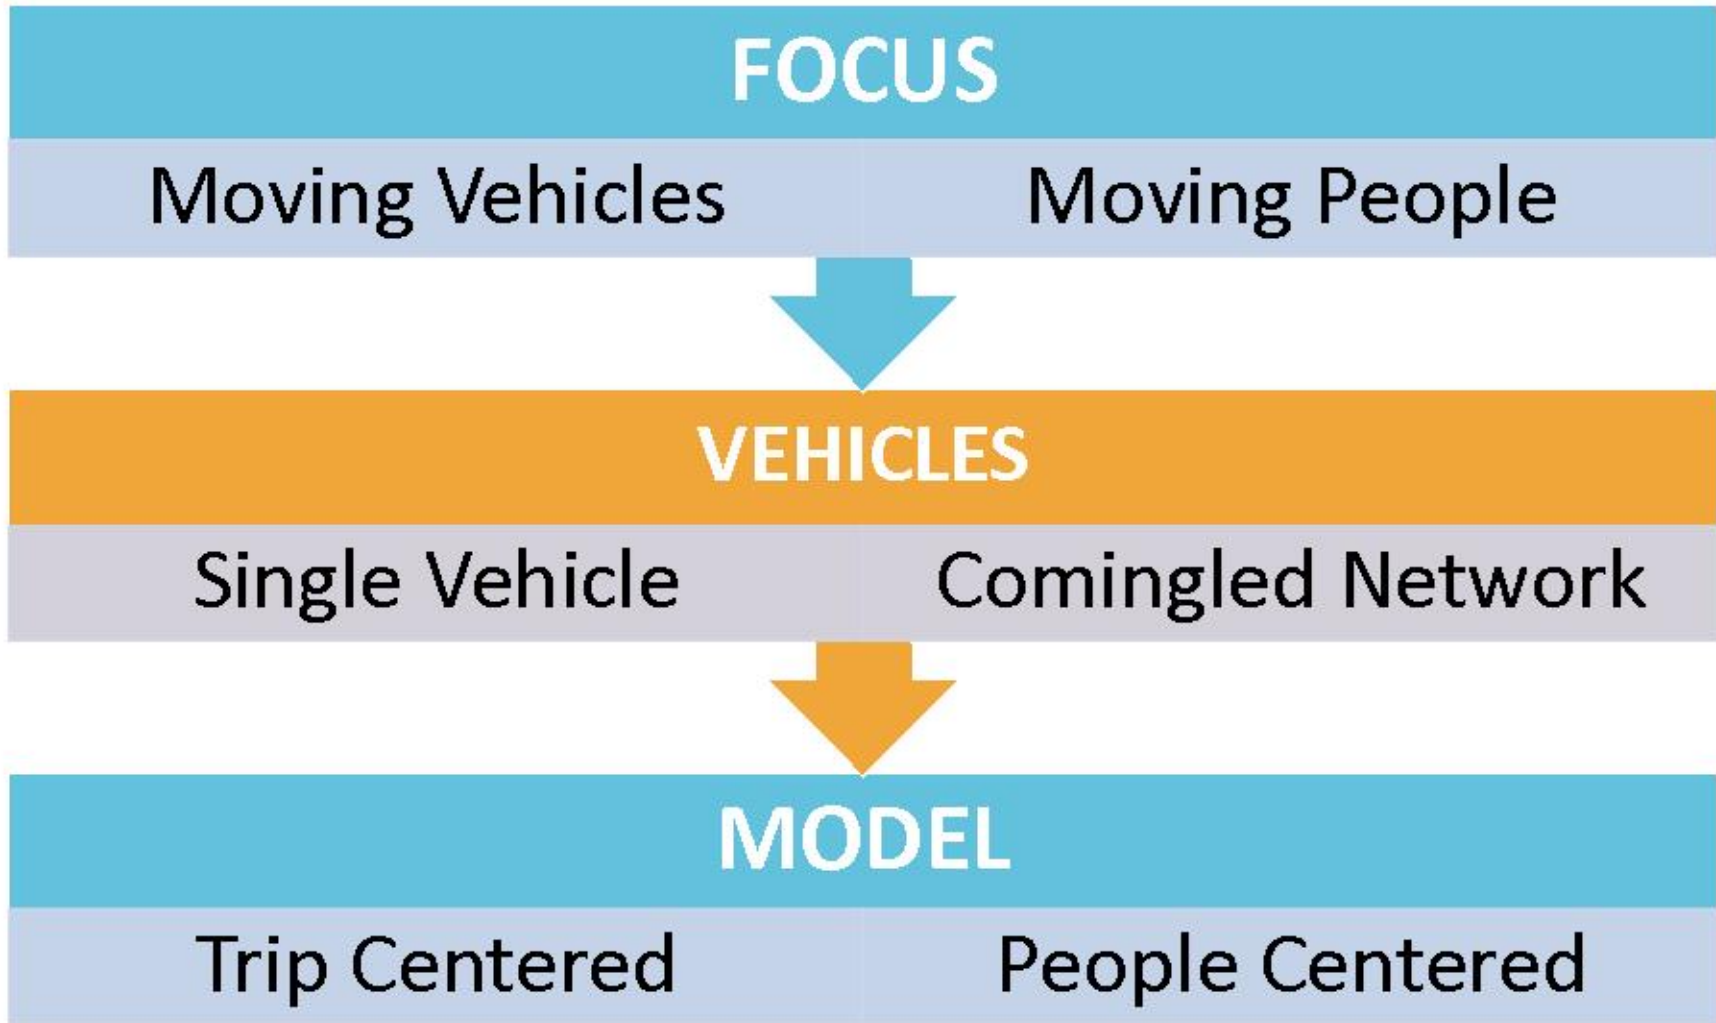 FOCUS
Moving Vehicles Moving People
VEHICLES
Single Vehicle Comingled Network
MODEL
Trip Centered People Centered